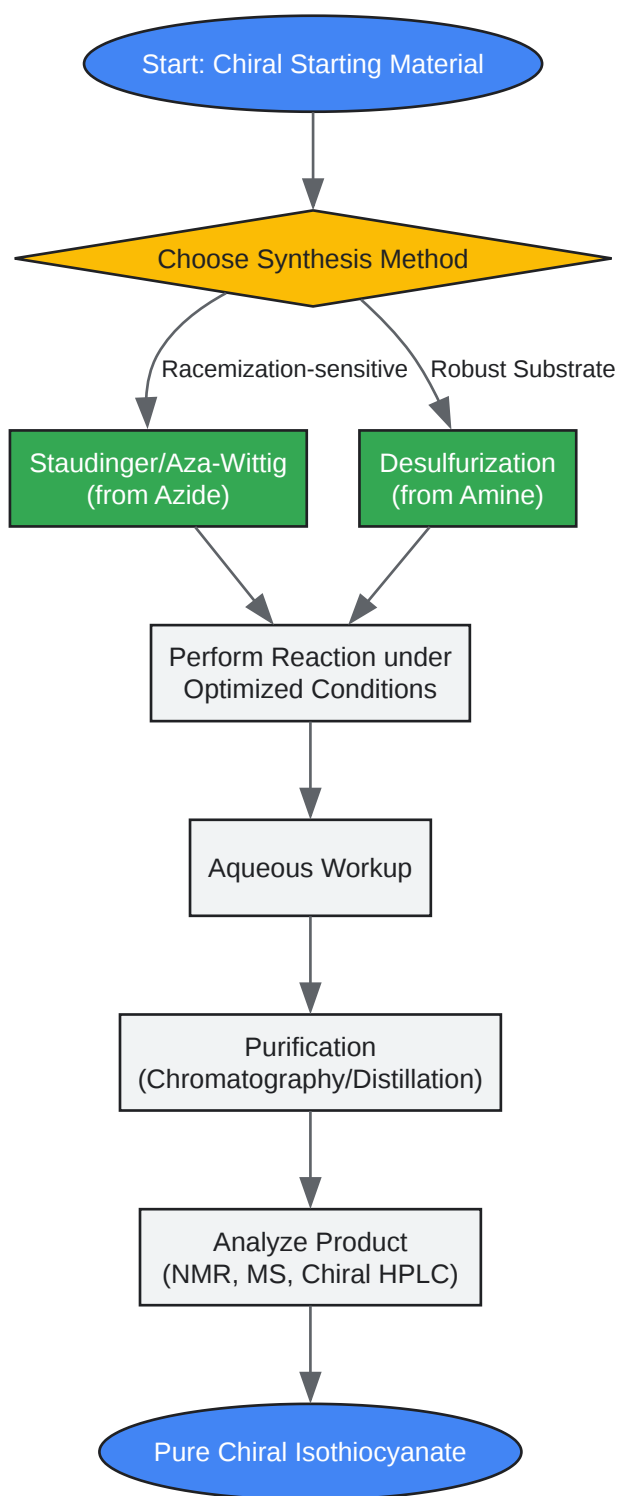 Start: Chiral Starting Material
Choose Synthesis Method
Racemization-sensitive
Robust Substrate
Staudinger/Aza-Wittig
(from Azide)
Desulfurization
(from Amine)
Perform Reaction under
Optimized Conditions
Aqueous Workup
Purification
(Chromatography/Distillation)
Analyze Product
(NMR, MS, Chiral HPLC)
Pure Chiral Isothiocyanate